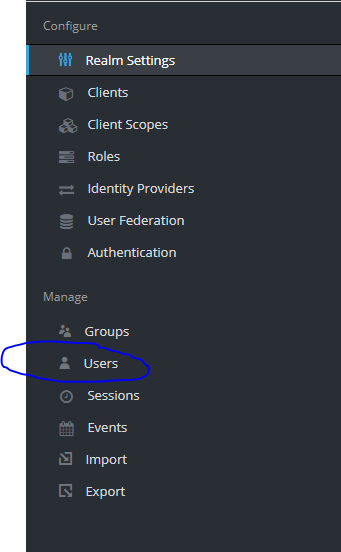 Configure
Realm Settings
Clients
Client Scopes
Roles
Identity Providers
User Federation
Authentication
Manage
Groups
Users
Sessions
Events
Import
Export